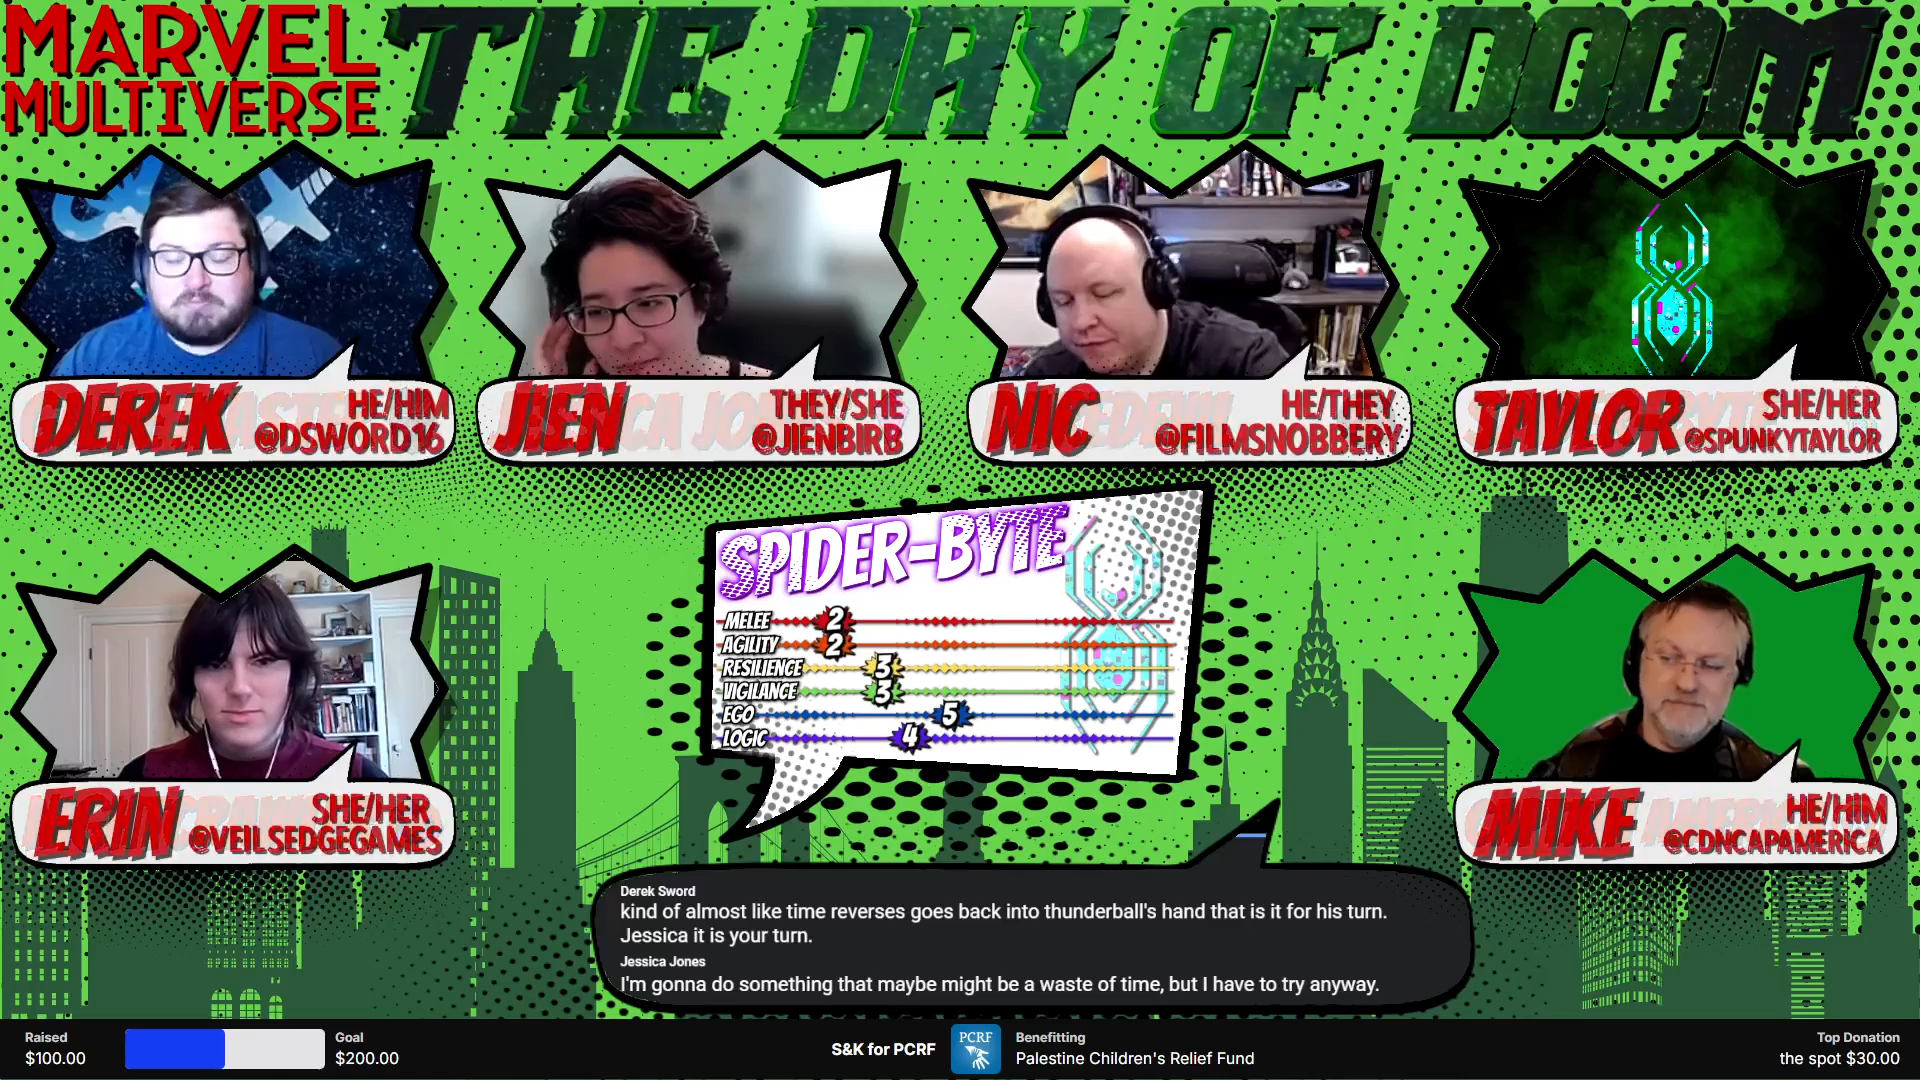 MARVEL
MULTIVERSE
THE DAY OF DOOM
DEREK
HE/HIM
@DSWORD16
JIEN
THEY/SHE
@JIENBIRB
NIC
HE/THEY
@FILMSNOBBERY
TAYLOR
SHE/HER
@SPUNKYTAYLOR
SPIDER-BYTE
MELEE 2
AGILITY 2
RESILIENCE 3
VIGILANCE 3
EGO 5
LOGIC 4
ERIN
SHE/HER
@VEILSEDGEGAMES
MIKE
HE/HIM
@CDNCAPAMERICA
Derek Sword
kind of almost like time reverses goes back into thunderball's hand that is it for his turn.
Jessica it is your turn.
Jessica Jones
I'm gonna do something that maybe might be a waste of time, but I have to try anyway.
Raised
$100.00
Goal
$200.00
S&K for PCRF
PCRF
Benefitting
Palestine Children's Relief Fund
Top Donation
the spot $30.00